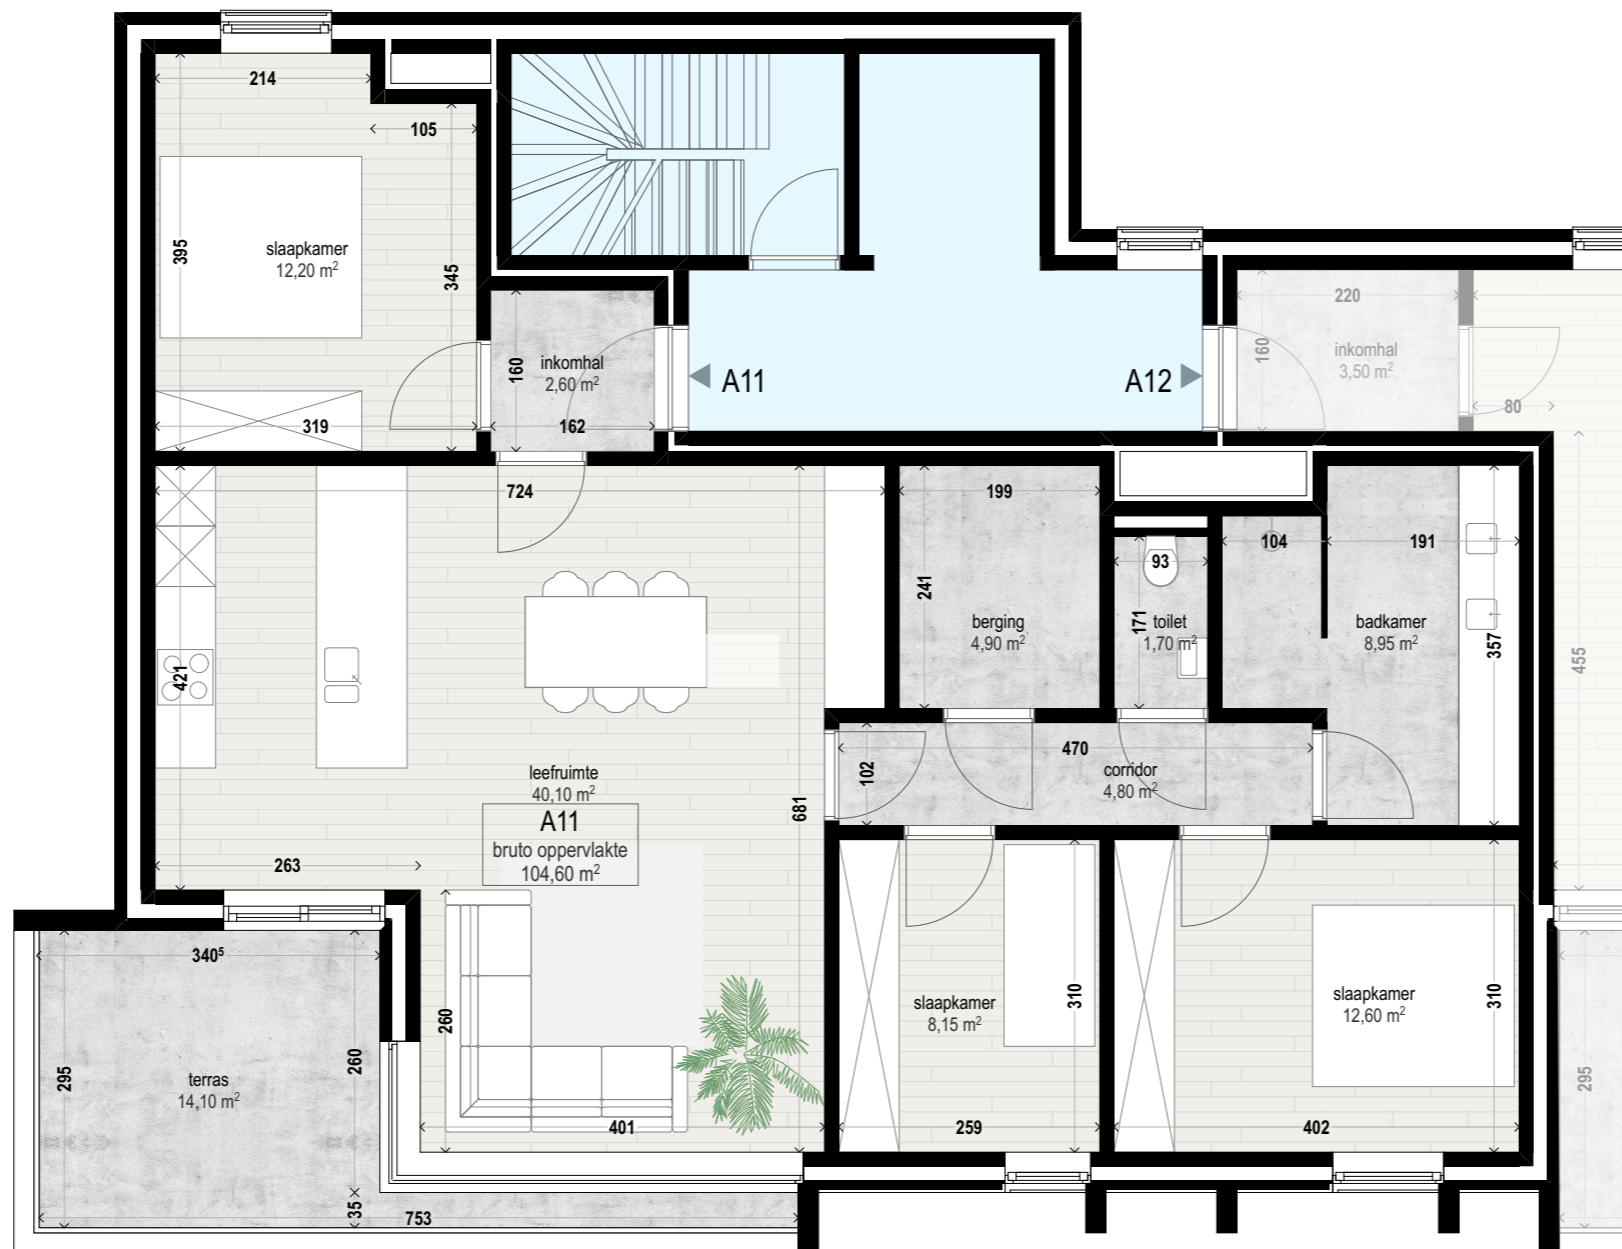 214
105
395
slaapkamer
12,20 m²
345
319
160
inkomhal
2,60 m²
162
A11
A12
220
160
inkomhal
3,50 m²
80
724
199
104
191
93
241
171
berging
4,90 m²
toilet
1,70 m²
badkamer
8,95 m²
357
455
421
470
102
corridor
4,80 m²
leefruimte
40,10 m²
681
A11
bruto oppervlakte
104,60 m²
263
340⁵
295
260
terras
14,10 m²
260
401
slaapkamer
8,15 m²
310
259
slaapkamer
12,60 m²
310
402
295
35
753